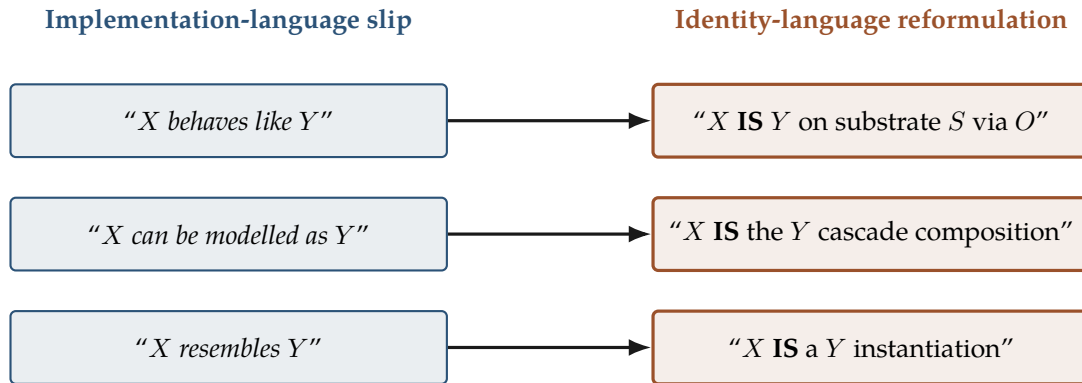 Implementation-language slip
Identity-language reformulation
“X behaves like Y”
“X IS Y on substrate S via O”
“X can be modelled as Y”
“X IS the Y cascade composition”
“X resembles Y”
“X IS a Y instantiation”